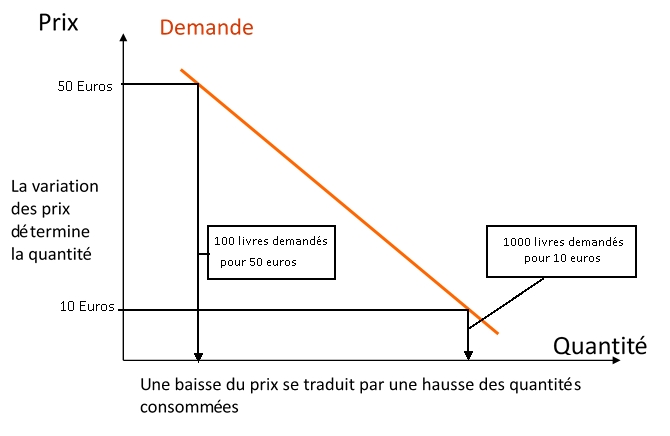 Prix
Demande
50 Euros
La variation
des prix
détermine
la quantité
100 livres demandés
pour 50 euros
1000 livres demandés
pour 10 euros
10 Euros
Quantité
Une baisse du prix se traduit par une hausse des quantités
consommées